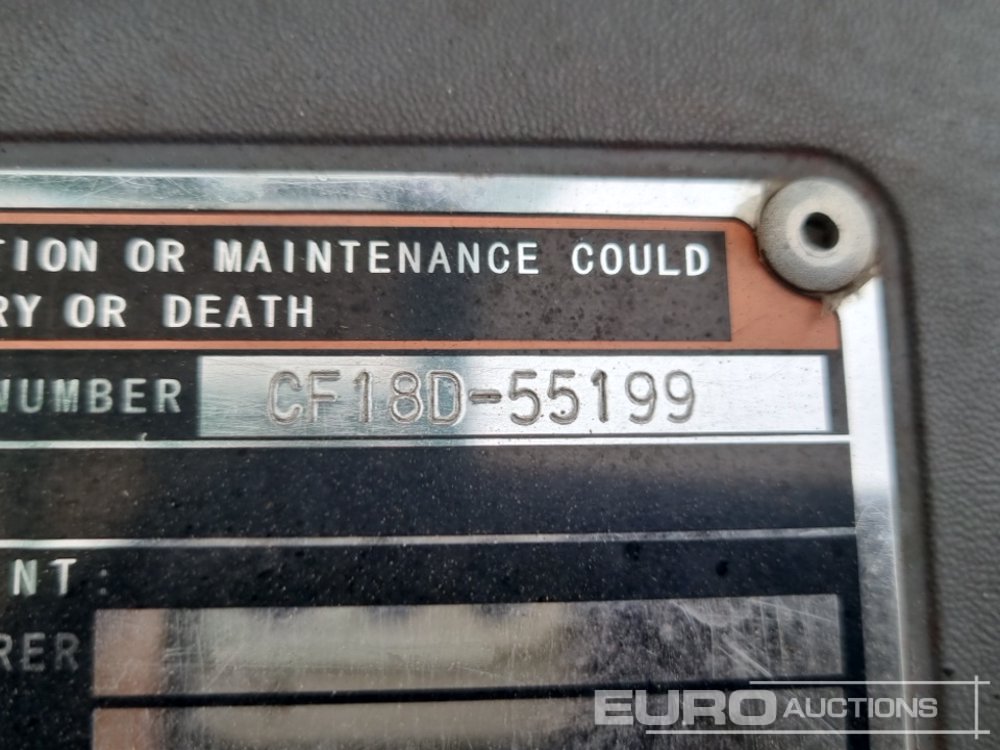 TION OR MAINTENANCE COULD
RY OR DEATH
NUMBER CF18D-55199
NT:
RER
EURO AUCTIONS